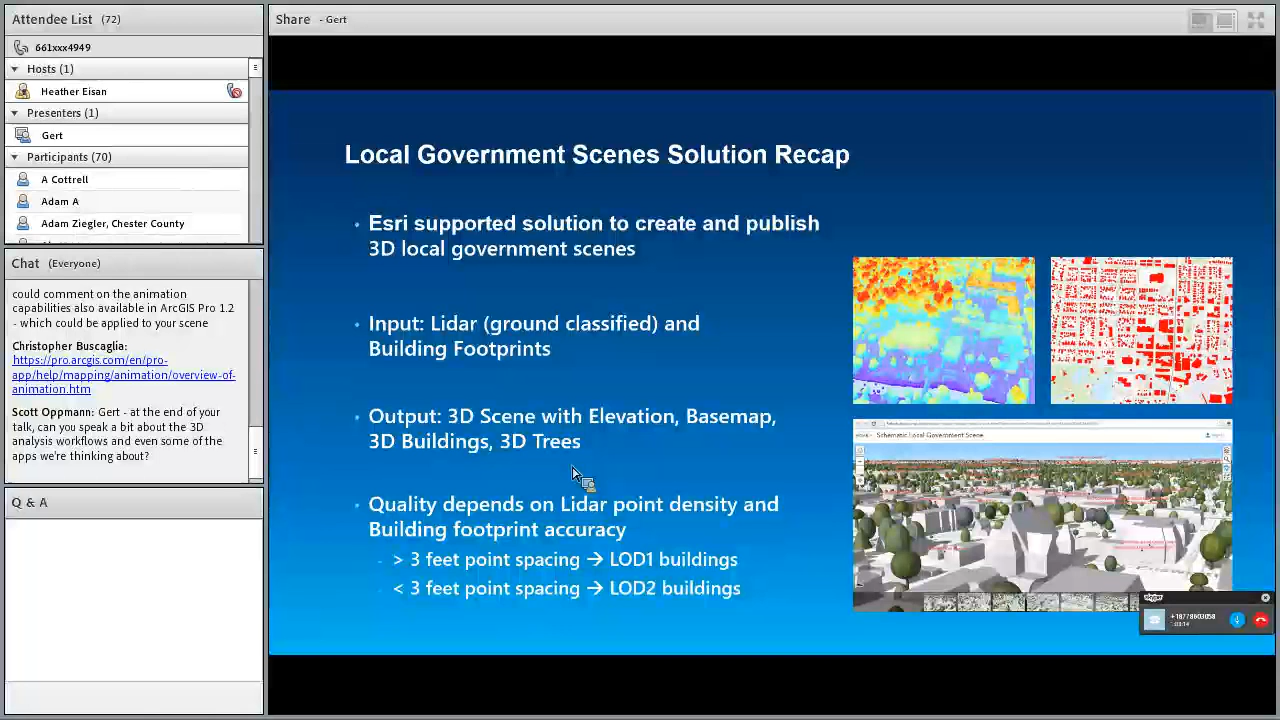 Attendee List (72)
661xxx4949
Hosts (1)
Heather Eisan
Presenters (1)
Gert
Participants (70)
A Cottrell
Adam A
Adam Ziegler, Chester County
Chat (Everyone)
could comment on the animation
capabilities also available in ArcGIS Pro 1.2
- which could be applied to your scene
Christopher Buscaglia:
https://pro.arcgis.com/en/pro-
app/help/mapping/animation/overview-of-
animation.htm
Scott Oppmann: Gert - at the end of your
talk, can you speak a bit about the 3D
analysis workflows and even so me of the
apps we're thinking about?
Q & A
Share - Gert
Local Government Scenes Solution Recap
• Esri supported solution to create and publish
3D local government scenes
• Input: Lidar (ground classified) and
Building Footprints
• Output: 3D Scene with Elevation, Basemap,
3D Buildings, 3D Trees
• Quality depends on Lidar point density and
Building footprint accuracy
- > 3 feet point spacing → LOD1 buildings
- < 3 feet point spacing → LOD2 buildings
Schematic Local Government Scene
skype
+18778603058